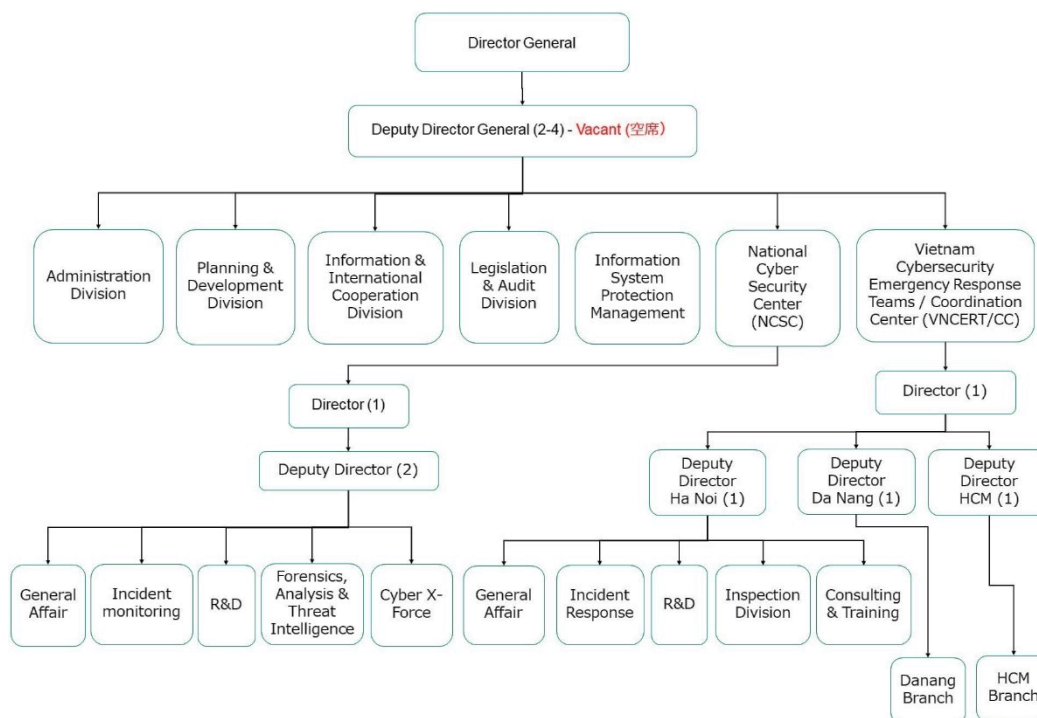 Director General
Deputy Director General (2-4) - Vacant (空席)
Administration
Division
Planning &
Development
Division
Information &
International
Cooperation
Division
Legislation
& Audit
Division
Information
System
Protection
Management
National
Cyber
Security
Center
(NCSC)
Vietnam
Cybersecurity
Emergency Response
Teams / Coordination
Center (VNCERT/CC)
Director (1)
Director (1)
Deputy Director (2)
Deputy
Director
Ha Noi (1)
Deputy
Director
Da Nang (1)
Deputy
Director
HCM (1)
General
Affair
Incident
monitoring
R&D
Forensics,
Analysis &
Threat
Intelligence
Cyber X-
Force
General
Affair
Incident
Response
R&D
Inspection
Division
Consulting
& Training
Danang
Branch
HCM
Branch